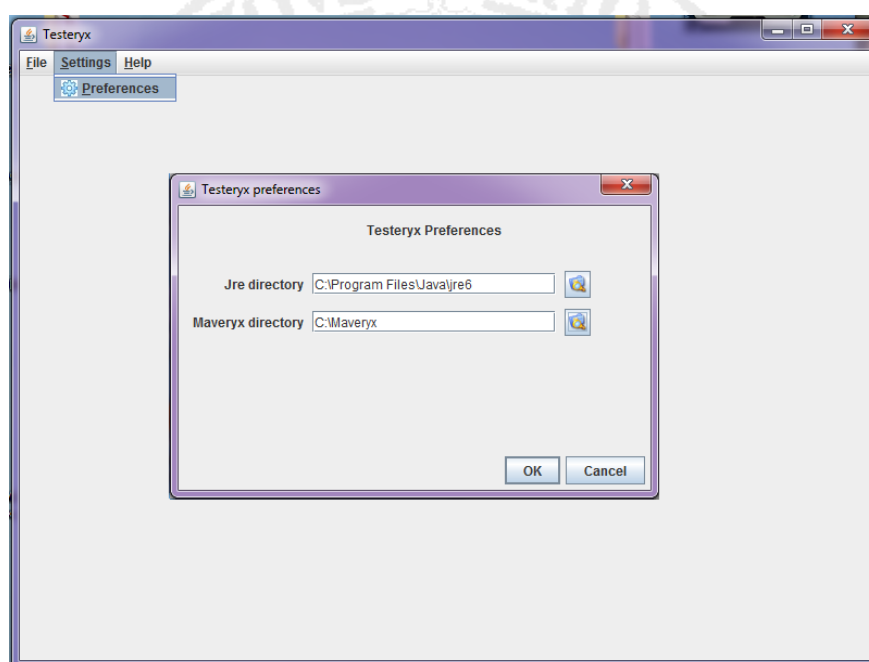 Testeryx
File Settings Help
Preferences
Testeryx preferences
Testeryx Preferences
Jre directory C:\Program Files\Java\jre6
Maveryx directory C:\Maveryx
OK Cancel